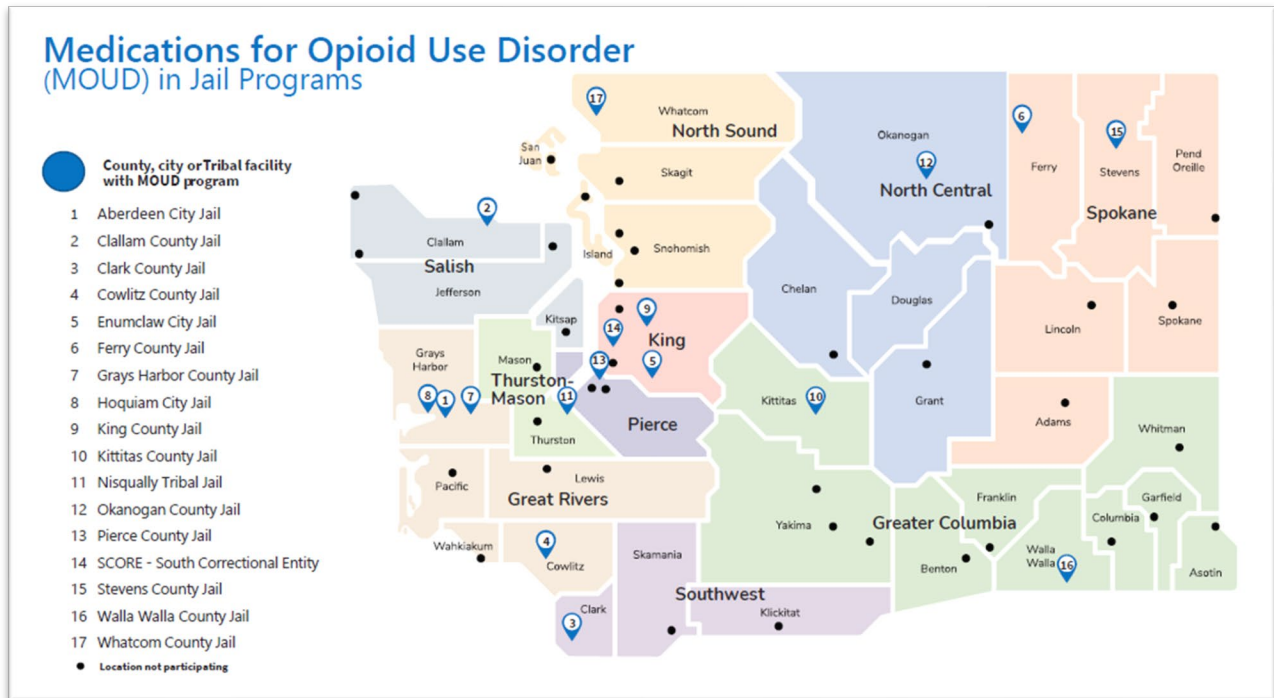 Medications for Opioid Use Disorder
(MOUD) in Jail Programs
County, city or Tribal facility
with MOUD program
1 Aberdeen City Jail
2 Clallam County Jail
3 Clark County Jail
4 Cowlitz County Jail
5 Enumclaw City Jail
6 Ferry County Jail
7 Grays Harbor County Jail
8 Hoquiam City Jail
9 King County Jail
10 Kittitas County Jail
11 Nisqually Tribal Jail
12 Okanogan County Jail
13 Pierce County Jail
14 SCORE - South Correctional Entity
15 Stevens County Jail
16 Walla Walla County Jail
17 Whatcom County Jail
Location not participating
17
Whatcom
North Sound
San
Juan
Skagit
Island
Snohomish
2
Clallam
Salish
Jefferson
Kitsap
9
14
King
13
5
Grays
Harbor
Mason
Thurston-
Mason
8
1
7
11
Pierce
Thurston
Pacific
Lewis
Great Rivers
Wahkiakum
4
Cowlitz
Clark
3
Skamania
Southwest
Klickitat
Okanogan
12
North Central
Chelan
Douglas
Grant
Kittitas
10
Yakima
Greater Columbia
Benton
Franklin
Walla
Walla
16
Columbia
Garfield
Asotin
Whitman
6
Ferry
15
Stevens
Pend
Oreille
Spokane
Lincoln
Spokane
Adams